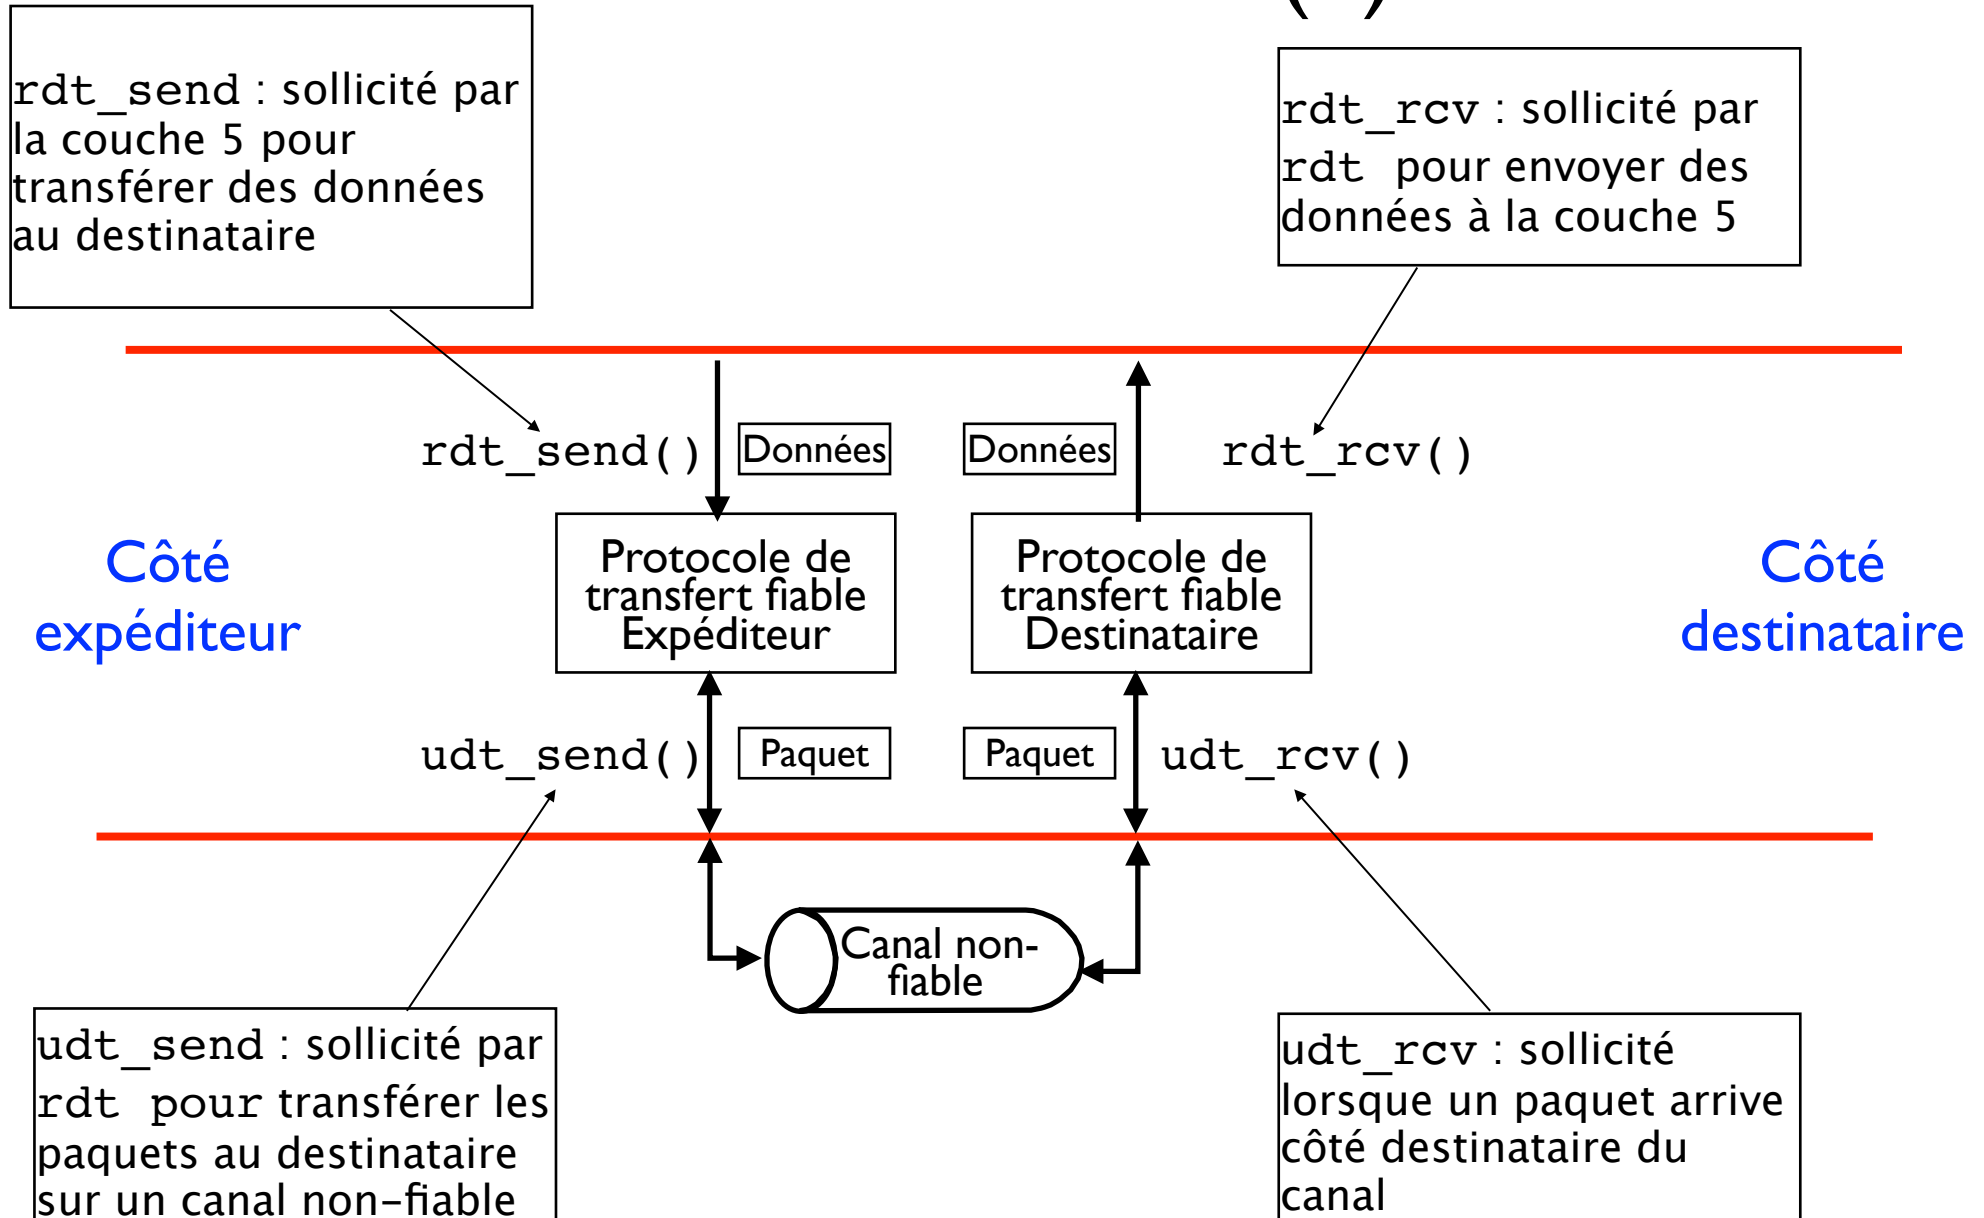 ( )
rdt_send : sollicité par
la couche 5 pour
transférer des données
au destinataire
rdt_rcv : sollicité par
rdt pour envoyer des
données à la couche 5
rdt_send()
Données
Données
rdt_rcv()
Côté
expéditeur
Protocole de
transfert fiable
Expéditeur
Protocole de
transfert fiable
Destinataire
Côté
destinataire
udt_send()
Paquet
Paquet
udt_rcv()
Canal non-
fiable
udt_send : sollicité par
rdt pour transférer les
paquets au destinataire
sur un canal non-fiable
udt_rcv : sollicité
lorsque un paquet arrive
côté destinataire du
canal